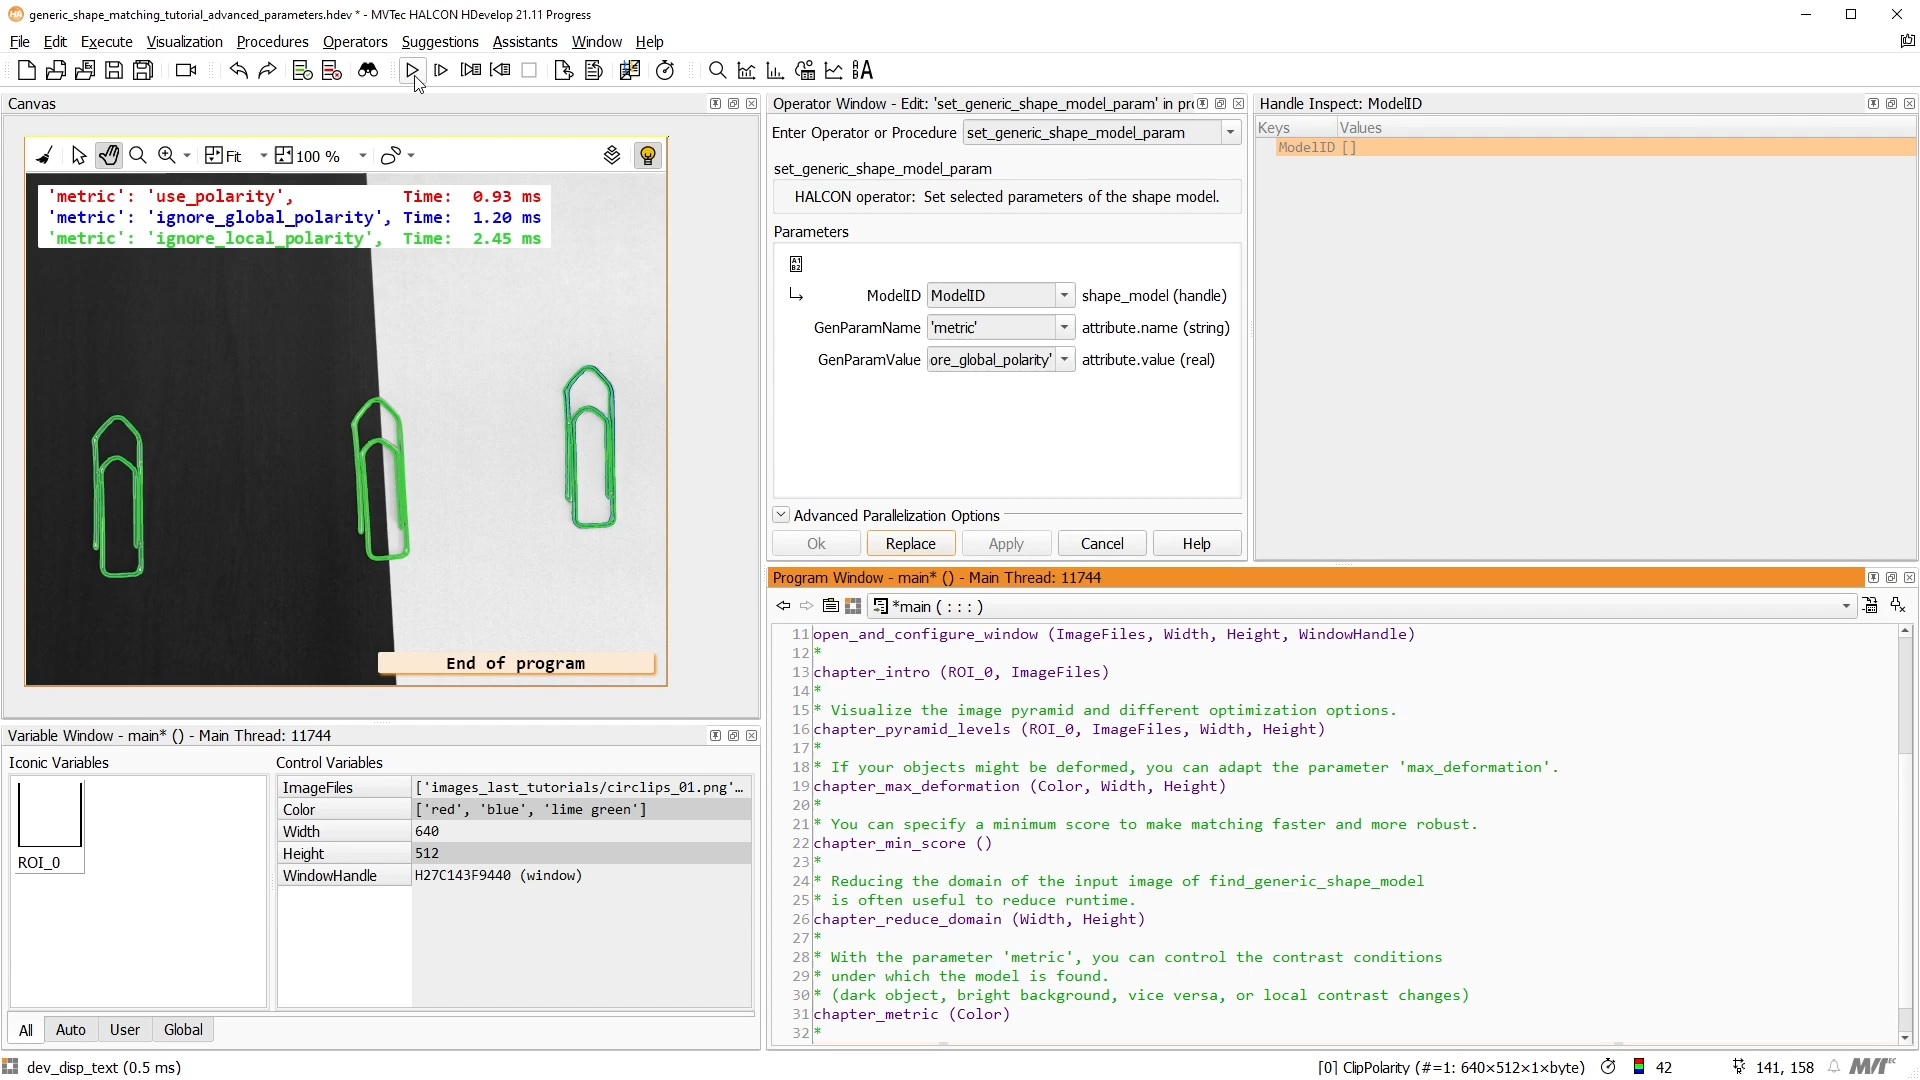 generic_shape_matching_tutorial_advanced_parameters.hdev * - MVTec HALCON HDevelop 21.11 Progress
File Edit Execute Visualization Procedures Operators Suggestions Assistants Window Help
Canvas
Fit 100 %
'metric': 'use_polarity', Time: 0.93 ms
'metric': 'ignore_global_polarity', Time: 1.20 ms
'metric': 'ignore_local_polarity', Time: 2.45 ms
End of program
Operator Window - Edit: 'set_generic_shape_model_param' in pro
Enter Operator or Procedure set_generic_shape_model_param
set_generic_shape_model_param
HALCON operator: Set selected parameters of the shape model.
Parameters
ModelID ModelID shape_model (handle)
GenParamName 'metric' attribute.name (string)
GenParamValue ore_global_polarity' attribute.value (real)
Advanced Parallelization Options
Ok Replace Apply Cancel Help
Handle Inspect: ModelID
Keys Values
ModelID []
Variable Window - main* () - Main Thread: 11744
Iconic Variables
ROI_0
Control Variables
ImageFiles ['images_last_tutorials/circlips_01.png'...
Color ['red', 'blue', 'lime green']
Width 640
Height 512
WindowHandle H27C143F9440 (window)
All Auto User Global
Program Window - main* () - Main Thread: 11744
*main ( : : : )
11 open_and_configure_window (ImageFiles, Width, Height, WindowHandle)
12 *
13 chapter_intro (ROI_0, ImageFiles)
14 *
15 * Visualize the image pyramid and different optimization options.
16 chapter_pyramid_levels (ROI_0, ImageFiles, Width, Height)
17 *
18 * If your objects might be deformed, you can adapt the parameter 'max_deformation'.
19 chapter_max_deformation (Color, Width, Height)
20 *
21 * You can specify a minimum score to make matching faster and more robust.
22 chapter_min_score ()
23 *
24 * Reducing the domain of the input image of find_generic_shape_model
25 * is often useful to reduce runtime.
26 chapter_reduce_domain (Width, Height)
27 *
28 * With the parameter 'metric', you can control the contrast conditions
29 * under which the model is found.
30 * (dark object, bright background, vice versa, or local contrast changes)
31 chapter_metric (Color)
32 *
dev_disp_text (0.5 ms)
[0] ClipPolarity (#=1: 640×512×1×byte) 42 141, 158